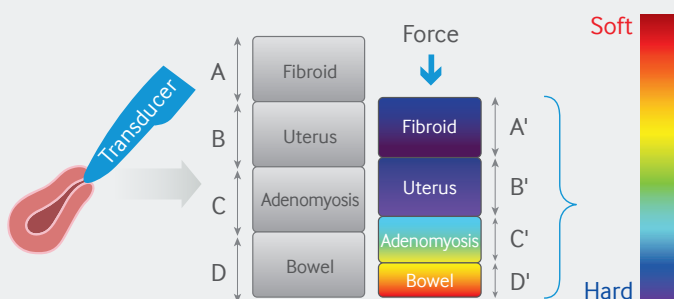 Force
Soft
A
Fibroid
Transducer
Fibroid
A'
B
Uterus
Uterus
B'
C
Adenomyosis
Adenomyosis
C'
D
Bowel
Bowel
D'
Hard